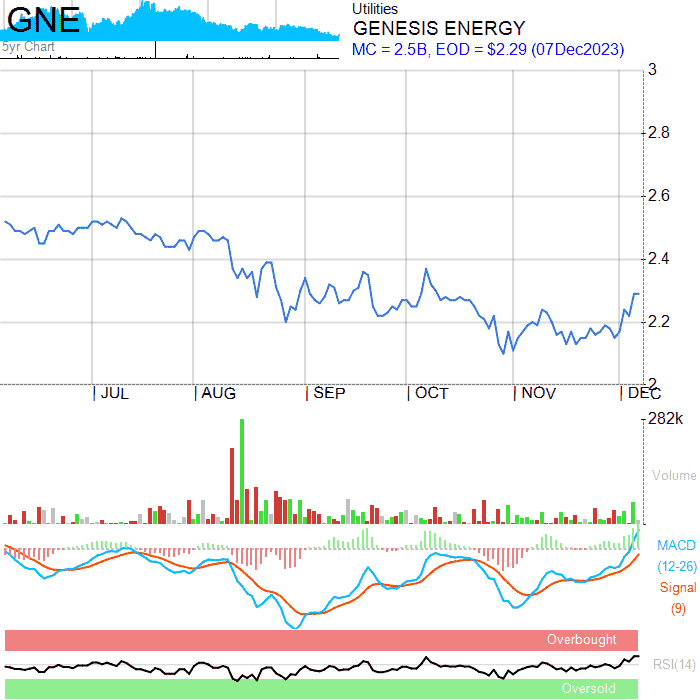 GNE
5yr Chart
Utilities
GENESIS ENERGY
MC = 2.5B, EOD = $2.29 (07Dec2023)
3
2.8
2.6
2.4
2.2
2
JUL
AUG
SEP
OCT
NOV
DEC
282k
Volume
MACD
(12-26)
Signal
(9)
Overbought
RSI(14)
Oversold